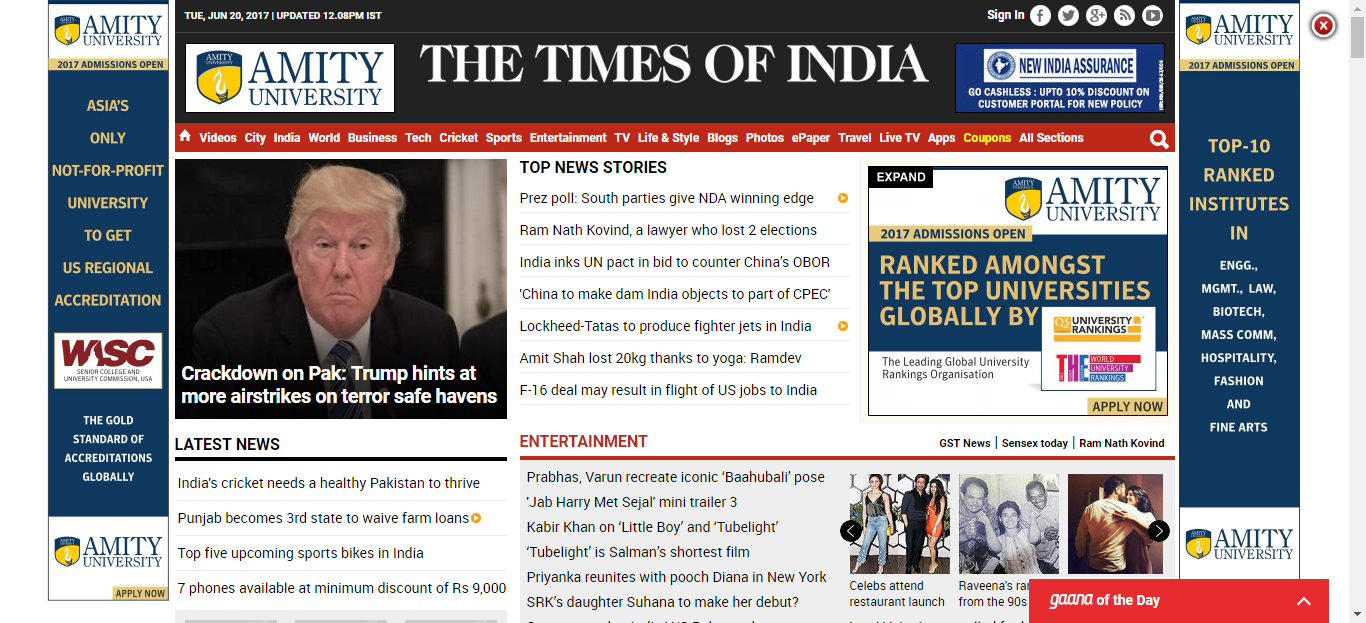 AMITY
UNIVERSITY
2017 ADMISSIONS OPEN
ASIA'S
ONLY
NOT-FOR-PROFIT
UNIVERSITY
TO GET
US REGIONAL
ACCREDITATION
WASC
SENIOR COLLEGE AND
UNIVERSITY COMMISSION, USA
THE GOLD
STANDARD OF
ACCREDITATIONS
GLOBALLY
AMITY
UNIVERSITY
APPLY NOW
TUE, JUN 20, 2017 | UPDATED 12.08PM IST
Sign In
AMITY
UNIVERSITY
THE TIMES OF INDIA
NEW INDIA ASSURANCE
GO CASHLESS : UPTO 10% DISCOUNT ON
CUSTOMER PORTAL FOR NEW POLICY
Videos City India World Business Tech Cricket Sports Entertainment TV Life & Style Blogs Photos ePaper Travel Live TV Apps Coupons All Sections
Crackdown on Pak: Trump hints at
more airstrikes on terror safe havens
TOP NEWS STORIES
Prez poll: South parties give NDA winning edge
Ram Nath Kovind, a lawyer who lost 2 elections
India inks UN pact in bid to counter China's OBOR
'China to make dam India objects to part of CPEC'
Lockheed-Tatas to produce fighter jets in India
Amit Shah lost 20kg thanks to yoga: Ramdev
F-16 deal may result in flight of US jobs to India
EXPAND
AMITY
UNIVERSITY
2017 ADMISSIONS OPEN
RANKED AMONGST
THE TOP UNIVERSITIES
GLOBALLY BY
QS UNIVERSITY
RANKINGS
THE WORLD
UNIVERSITY
RANKINGS
The Leading Global University
Rankings Organisation
APPLY NOW
LATEST NEWS
India's cricket needs a healthy Pakistan to thrive
Punjab becomes 3rd state to waive farm loans
Top five upcoming sports bikes in India
7 phones available at minimum discount of Rs 9,000
ENTERTAINMENT
GST News | Sensex today | Ram Nath Kovind
Prabhas, Varun recreate iconic ‘Baahubali’ pose
'Jab Harry Met Sejal' mini trailer 3
Kabir Khan on ‘Little Boy’ and ‘Tubelight’
‘Tubelight’ is Salman’s shortest film
Priyanka reunites with pooch Diana in New York
SRK’s daughter Suhana to make her debut?
Celebs attend
restaurant launch
Raveena's
from the 90s
gaana of the Day
AMITY
UNIVERSITY
2017 ADMISSIONS OPEN
TOP-10
RANKED
INSTITUTES
IN
ENGG.,
MGMT., LAW,
BIOTECH,
MASS COMM,
HOSPITALITY,
FASHION
AND
FINE ARTS
AMITY
UNIVERSITY